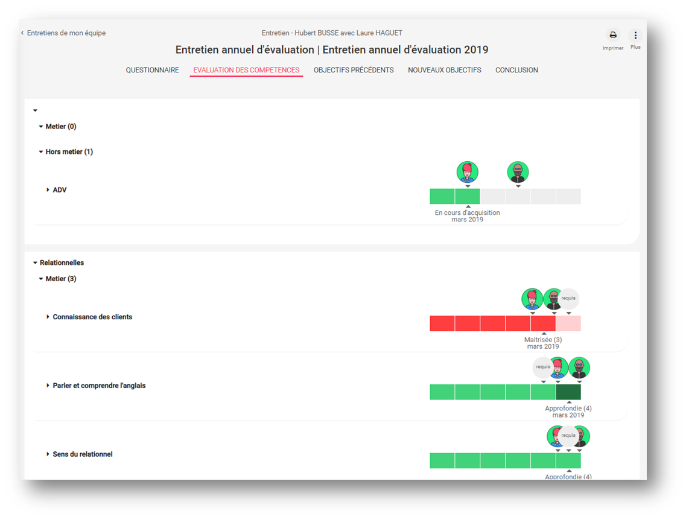 Entretiens de mon équipe
Entretien - Hubert BUSSE avec Laure HAGUET
Imprimer
Plus
Entretien annuel d'évaluation | Entretien annuel d'évaluation 2019
QUESTIONNAIRE
EVALUATION DES COMPETENCES
OBJECTIFS PRÉCÉDENTS
NOUVEAUX OBJECTIFS
CONCLUSION
Metier (0)
Hors metier (1)
ADV
En cours d'acquisition
mars 2019
Relationnelles
Metier (3)
requis
Connaissance des clients
Maîtrisée (3)
mars 2019
requis
Parler et comprendre l'anglais
Approfondie (4)
mars 2019
requis
Sens du relationnel
Approfondie (4)